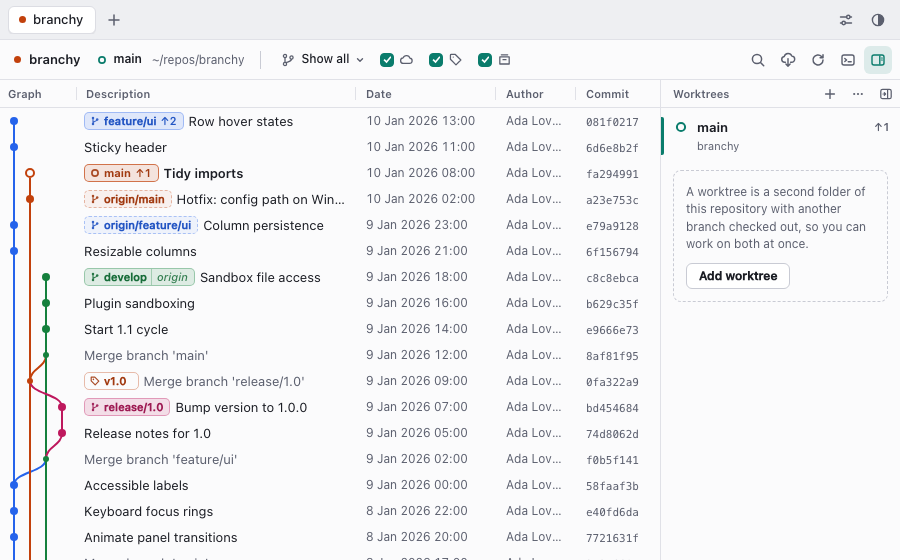 branchy
branchy main ~/repos/branchy Show all
Graph Description Date Author Commit Worktrees
feature/ui ↑2 Row hover states 10 Jan 2026 13:00 Ada Lov... 081f0217
Sticky header 10 Jan 2026 11:00 Ada Lov... 6d6e8b2f
main ↑1 Tidy imports 10 Jan 2026 08:00 Ada Lov... fa294991
origin/main Hotfix: config path on Win... 10 Jan 2026 02:00 Ada Lov... a23e753c
origin/feature/ui Column persistence 9 Jan 2026 23:00 Ada Lov... e79a9128
Resizable columns 9 Jan 2026 21:00 Ada Lov... 6f156794
develop origin Sandbox file access 9 Jan 2026 18:00 Ada Lov... c8c8ebca
Plugin sandboxing 9 Jan 2026 16:00 Ada Lov... b629c35f
Start 1.1 cycle 9 Jan 2026 14:00 Ada Lov... e9666e73
Merge branch 'main' 9 Jan 2026 12:00 Ada Lov... 8af81f95
v1.0 Merge branch 'release/1.0' 9 Jan 2026 09:00 Ada Lov... 0fa322a9
release/1.0 Bump version to 1.0.0 9 Jan 2026 07:00 Ada Lov... bd454684
Release notes for 1.0 9 Jan 2026 05:00 Ada Lov... 74d8062d
Merge branch 'feature/ui' 9 Jan 2026 02:00 Ada Lov... f0b5f141
Accessible labels 9 Jan 2026 00:00 Ada Lov... 58faaf3b
Keyboard focus rings 8 Jan 2026 22:00 Ada Lov... e40fd6da
Animate panel transitions 8 Jan 2026 20:00 Ada Lov... 7721631f
main ↑1
branchy
A worktree is a second folder of
this repository with another
branch checked out, so you can
work on both at once.
Add worktree